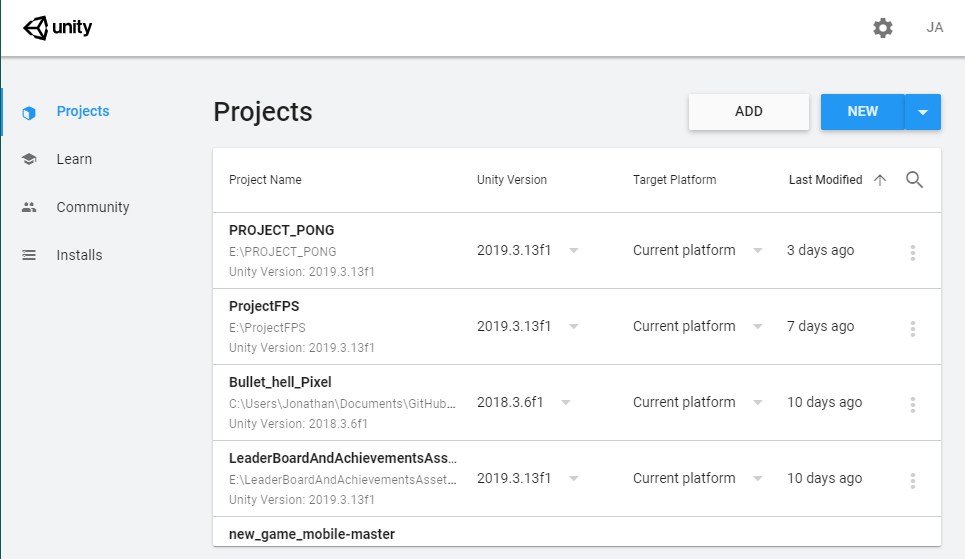 unity
JA
Projects
Learn
Community
Installs
Projects
ADD
NEW
Project Name Unity Version Target Platform Last Modified
PROJECT_PONG
E:\PROJECT_PONG
Unity Version: 2019.3.13f1
2019.3.13f1 Current platform 3 days ago
ProjectFPS
E:\ProjectFPS
Unity Version: 2019.3.13f1
2019.3.13f1 Current platform 7 days ago
Bullet_hell_Pixel
C:\Users\Jonathan\Documents\GitHub...
Unity Version: 2018.3.6f1
2018.3.6f1 Current platform 10 days ago
LeaderBoardAndAchievementsAss...
E:\LeaderBoardAndAchievementsAsset...
Unity Version: 2019.3.13f1
2019.3.13f1 Current platform 10 days ago
new_game_mobile-master